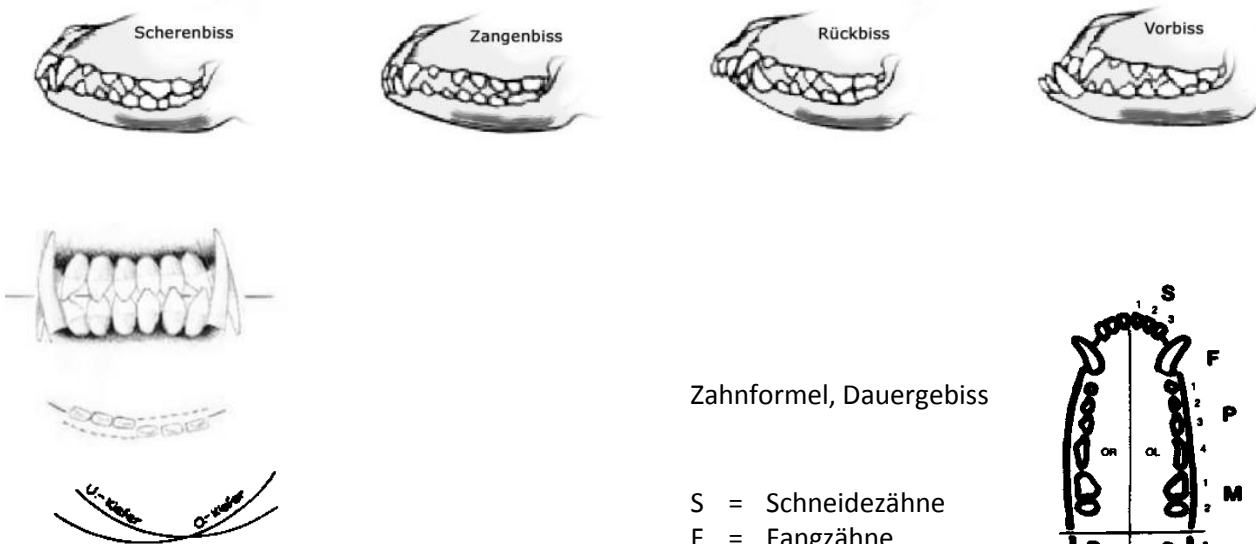 Scherenbiss
Zangenbiss
Rückbiss
Vorbiss
Zahnformel, Dauergebiss
S = Schneidezähne
F = Fangzähne
U.-Kiefer
O.-Kiefer
S
1 2 3
F
1
2
3
4
P
OR OL
1
2
M